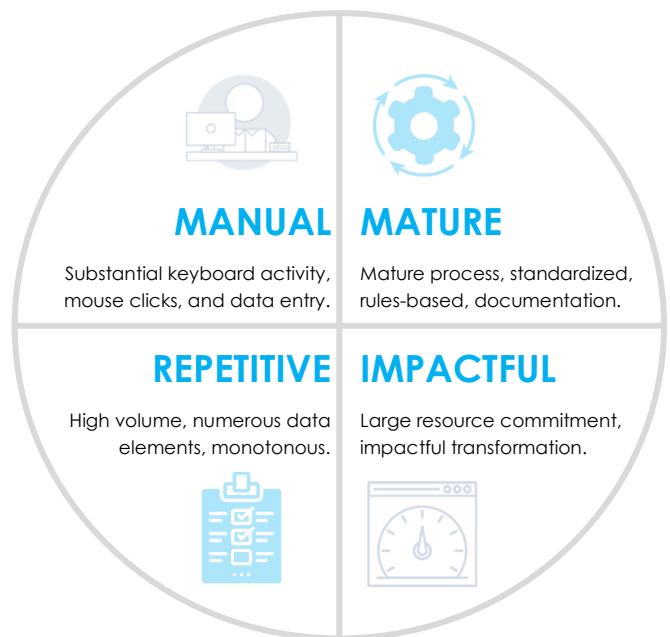 MANUAL
Substantial keyboard activity,
mouse clicks, and data entry.
MATURE
Mature process, standardized,
rules-based, documentation.
REPETITIVE
High volume, numerous data
elements, monotonous.
IMPACTFUL
Large resource commitment,
impactful transformation.